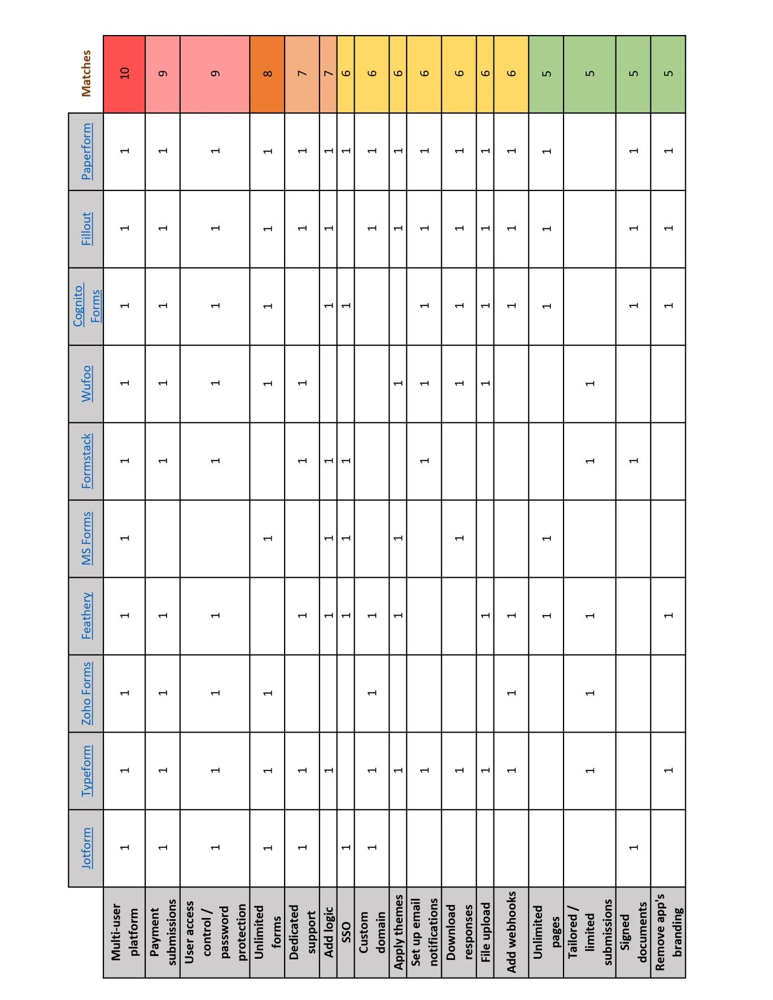 Jotform Typeform Zoho Forms Feathery MS Forms Formstack Wufoo Cognito Forms Fillout Paperform Matches
Multi-user platform 1 1 1 1 1 1 1 1 1 1 10
Payment submissions 1 1 1 1 1 1 1 1 1 9
User access control / password protection 1 1 1 1 1 1 1 1 1 9
Unlimited forms 1 1 1 1 1 1 1 1 8
Dedicated support 1 1 1 1 1 1 1 7
Add logic 1 1 1 1 1 1 1 7
SSO 1 1 1 1 1 1 6
Custom domain 1 1 1 1 1 1 6
Apply themes 1 1 1 1 1 1 6
Set up email notifications 1 1 1 1 1 1 6
Download responses 1 1 1 1 1 1 6
File upload 1 1 1 1 1 1 6
Add webhooks 1 1 1 1 1 1 6
Unlimited pages 1 1 1 1 1 5
Tailored / limited submissions 1 1 1 1 1 5
Signed documents 1 1 1 1 1 5
Remove app's branding 1 1 1 1 1 5